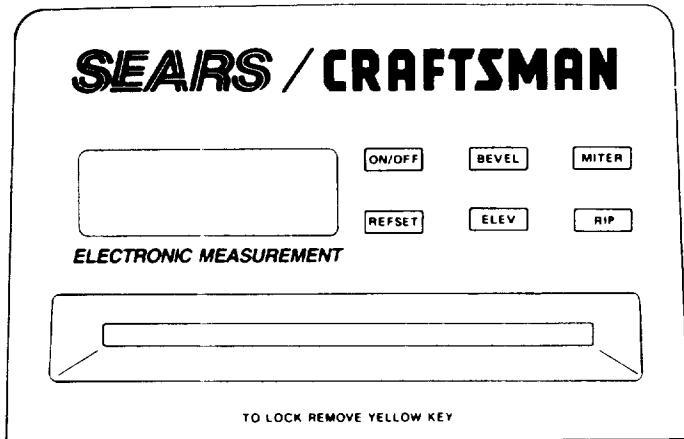 SEARS / CRAFTSMAN
ON/OFF BEVEL MITER
REFSET ELEV RIP
ELECTRONIC MEASUREMENT
TO LOCK REMOVE YELLOW KEY